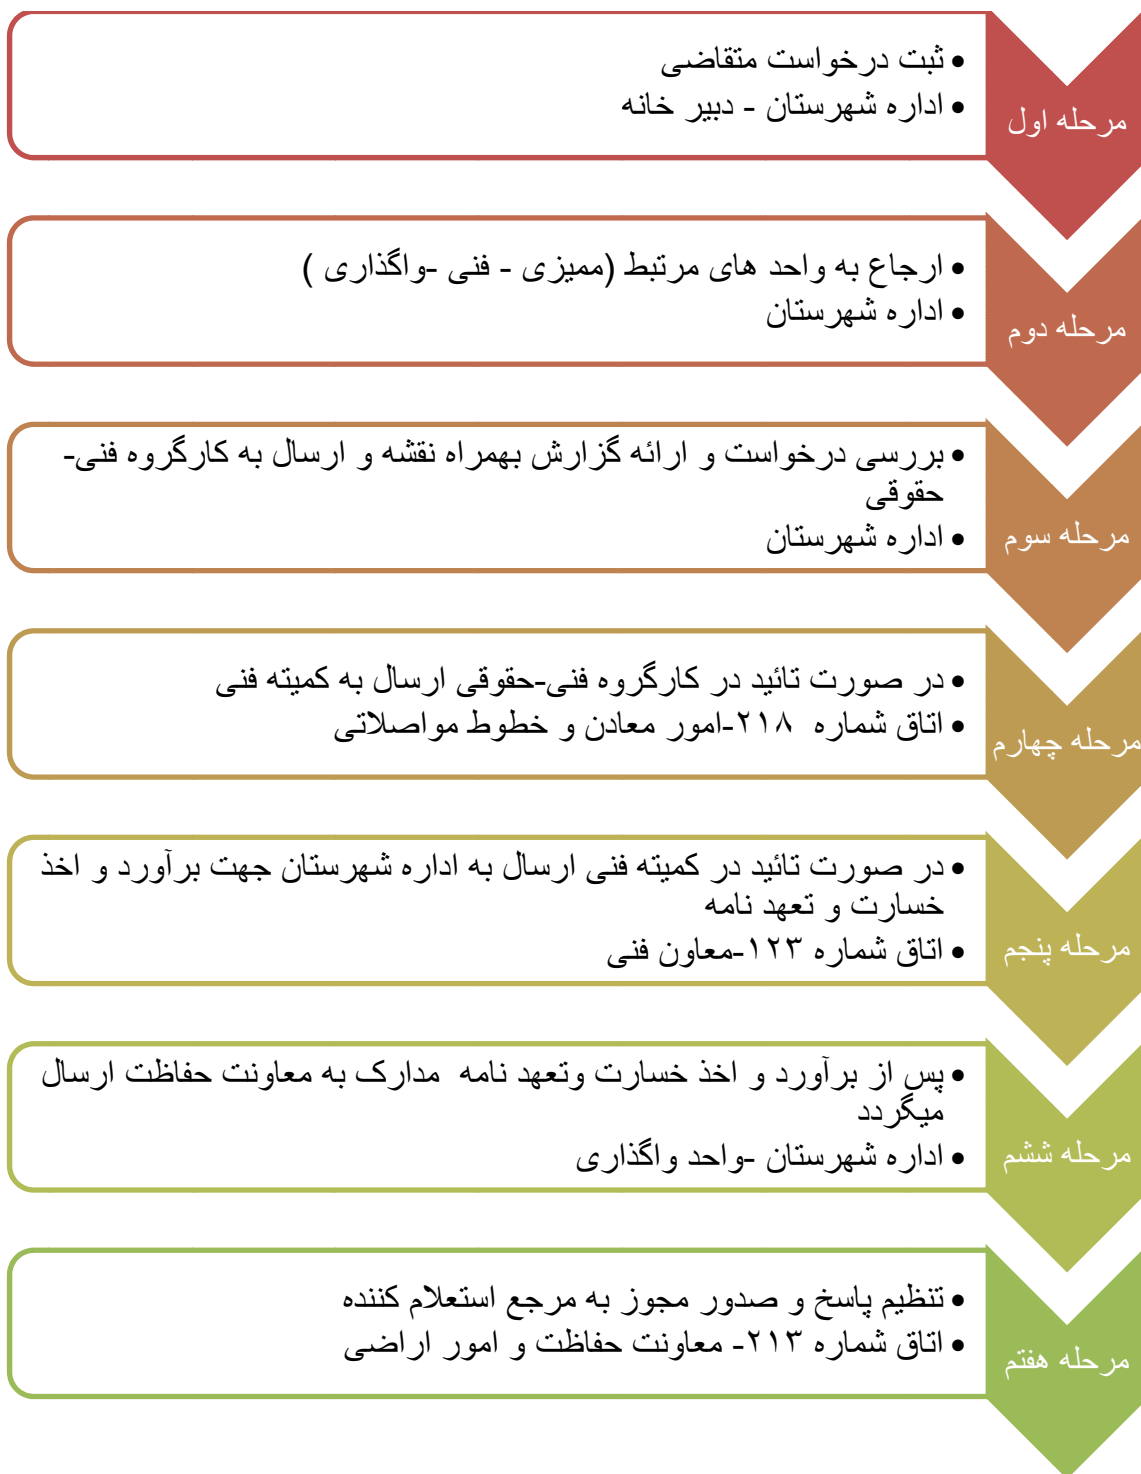 مرحله اول
ثبت درخواست متقاضی
اداره شهرستان - دبیر خانه
مرحله دوم
ارجاع به واحد های مرتبط (ممیزی - فنی -واگذاری )
اداره شهرستان
مرحله سوم
بررسی درخواست و ارائه گزارش بهمراه نقشه و ارسال به کارگروه فنی-
حقوقی
اداره شهرستان
مرحله چهارم
در صورت تائید در کارگروه فنی-حقوقی ارسال به کمیته فنی
اتاق شماره ۲۱۸-امور معادن و خطوط مواصلاتی
مرحله پنجم
در صورت تائید در کمیته فنی ارسال به اداره شهرستان جهت برآورد و اخذ
خسارت و تعهد نامه
اتاق شماره ۱۲۳-معاون فنی
مرحله ششم
پس از برآورد و اخذ خسارت وتعهد نامه مدارک به معاونت حفاظت ارسال
میگردد
اداره شهرستان -واحد واگذاری
مرحله هفتم
تنظیم پاسخ و صدور مجوز به مرجع استعلام کننده
اتاق شماره ۲۱۳- معاونت حفاظت و امور اراضی